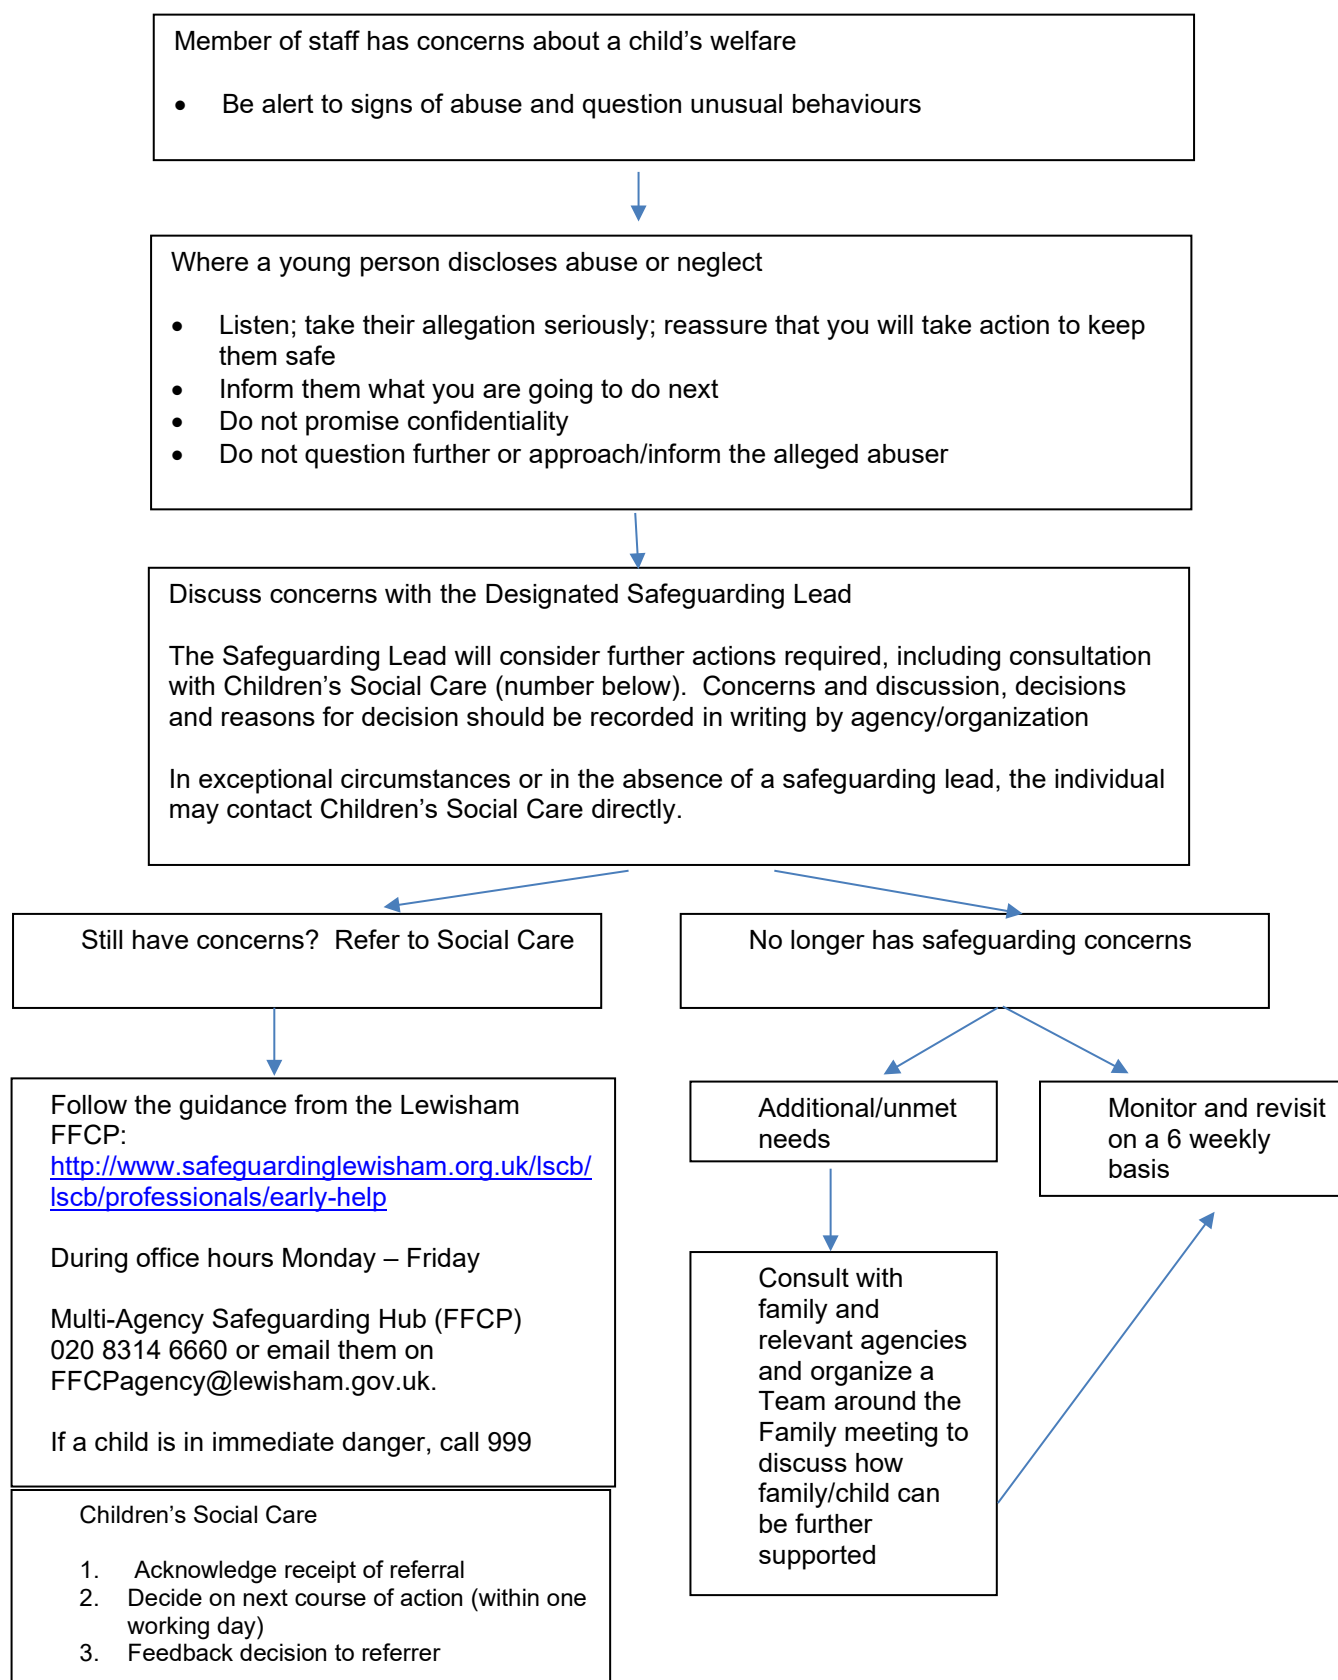 Member of staff has concerns about a child’s welfare
• Be alert to signs of abuse and question unusual behaviours
Where a young person discloses abuse or neglect
• Listen; take their allegation seriously; reassure that you will take action to keep
them safe
• Inform them what you are going to do next
• Do not promise confidentiality
• Do not question further or approach/inform the alleged abuser
Discuss concerns with the Designated Safeguarding Lead
The Safeguarding Lead will consider further actions required, including consultation
with Children’s Social Care (number below).  Concerns and discussion, decisions
and reasons for decision should be recorded in writing by agency/organization
In exceptional circumstances or in the absence of a safeguarding lead, the individual
may contact Children’s Social Care directly.
Still have concerns?  Refer to Social Care
No longer has safeguarding concerns
Follow the guidance from the Lewisham
FFCP:
http://www.safeguardinglewisham.org.uk/lscb/
lscb/professionals/early-help
During office hours Monday – Friday
Multi-Agency Safeguarding Hub (FFCP)
020 8314 6660 or email them on
FFCPagency@lewisham.gov.uk.
If a child is in immediate danger, call 999
Children’s Social Care
1. Acknowledge receipt of referral
2. Decide on next course of action (within one
working day)
3. Feedback decision to referrer
Additional/unmet
needs
Monitor and revisit
on a 6 weekly
basis
Consult with
family and
relevant agencies
and organize a
Team around the
Family meeting to
discuss how
family/child can
be further
supported